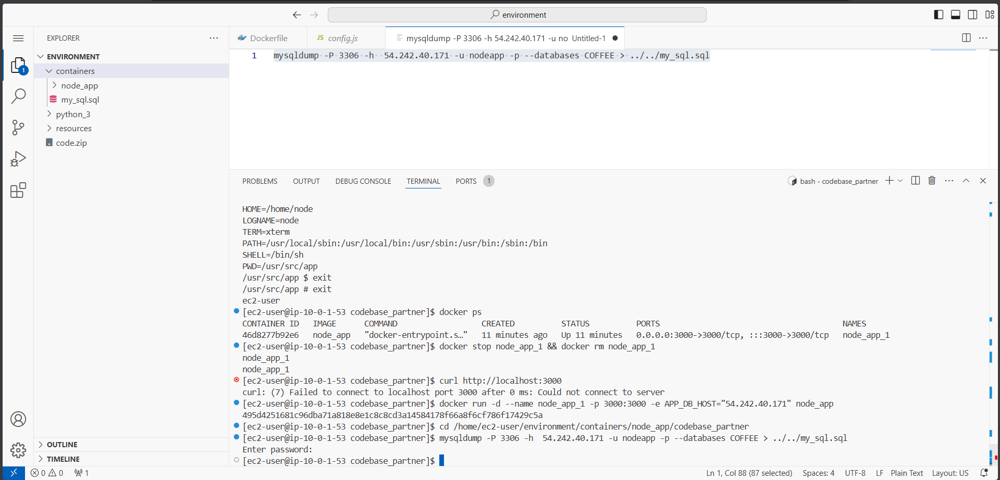 environment
EXPLORER
ENVIRONMENT
containers
node_app
my_sql.sql
python_3
resources
code.zip
OUTLINE
TIMELINE
1
Dockerfile
JS config.js
mysqldump -P 3306 -h 54.242.40.171 -u no Untitled-1
1 mysqldump -P 3306 -h  54.242.40.171 -u nodeapp -p --databases COFFEE > ../../my_sql.sql
PROBLEMS OUTPUT DEBUG CONSOLE TERMINAL PORTS 1
bash - codebase_partner
HOME=/home/node
LOGNAME=node
TERM=xterm
PATH=/usr/local/sbin:/usr/local/bin:/usr/sbin:/usr/bin:/sbin:/bin
SHELL=/bin/sh
PWD=/usr/src/app
/usr/src/app $ exit
/usr/src/app # exit
ec2-user
[ec2-user@ip-10-0-1-53 codebase_partner]$ docker ps
CONTAINER ID   IMAGE      COMMAND                  CREATED          STATUS          PORTS                                       NAMES
46d8277b92e6   node_app   "docker-entrypoint.s…"   11 minutes ago   Up 11 minutes   0.0.0.0:3000->3000/tcp, :::3000->3000/tcp   node_app_1
[ec2-user@ip-10-0-1-53 codebase_partner]$ docker stop node_app_1 && docker rm node_app_1
node_app_1
node_app_1
[ec2-user@ip-10-0-1-53 codebase_partner]$ curl http://localhost:3000
curl: (7) Failed to connect to localhost port 3000 after 0 ms: Could not connect to server
[ec2-user@ip-10-0-1-53 codebase_partner]$ docker run -d --name node_app_1 -p 3000:3000 -e APP_DB_HOST="54.242.40.171" node_app
495d4251681c96dba71a818e8e1c8c8cd3a14584178f66a8f6cf786f17429c5a
[ec2-user@ip-10-0-1-53 codebase_partner]$ cd /home/ec2-user/environment/containers/node_app/codebase_partner
[ec2-user@ip-10-0-1-53 codebase_partner]$ mysqldump -P 3306 -h  54.242.40.171 -u nodeapp -p --databases COFFEE > ../../my_sql.sql
Enter password:
[ec2-user@ip-10-0-1-53 codebase_partner]$
0 0 1
Ln 1, Col 88 (87 selected) Spaces: 4 UTF-8 LF Plain Text Layout: US